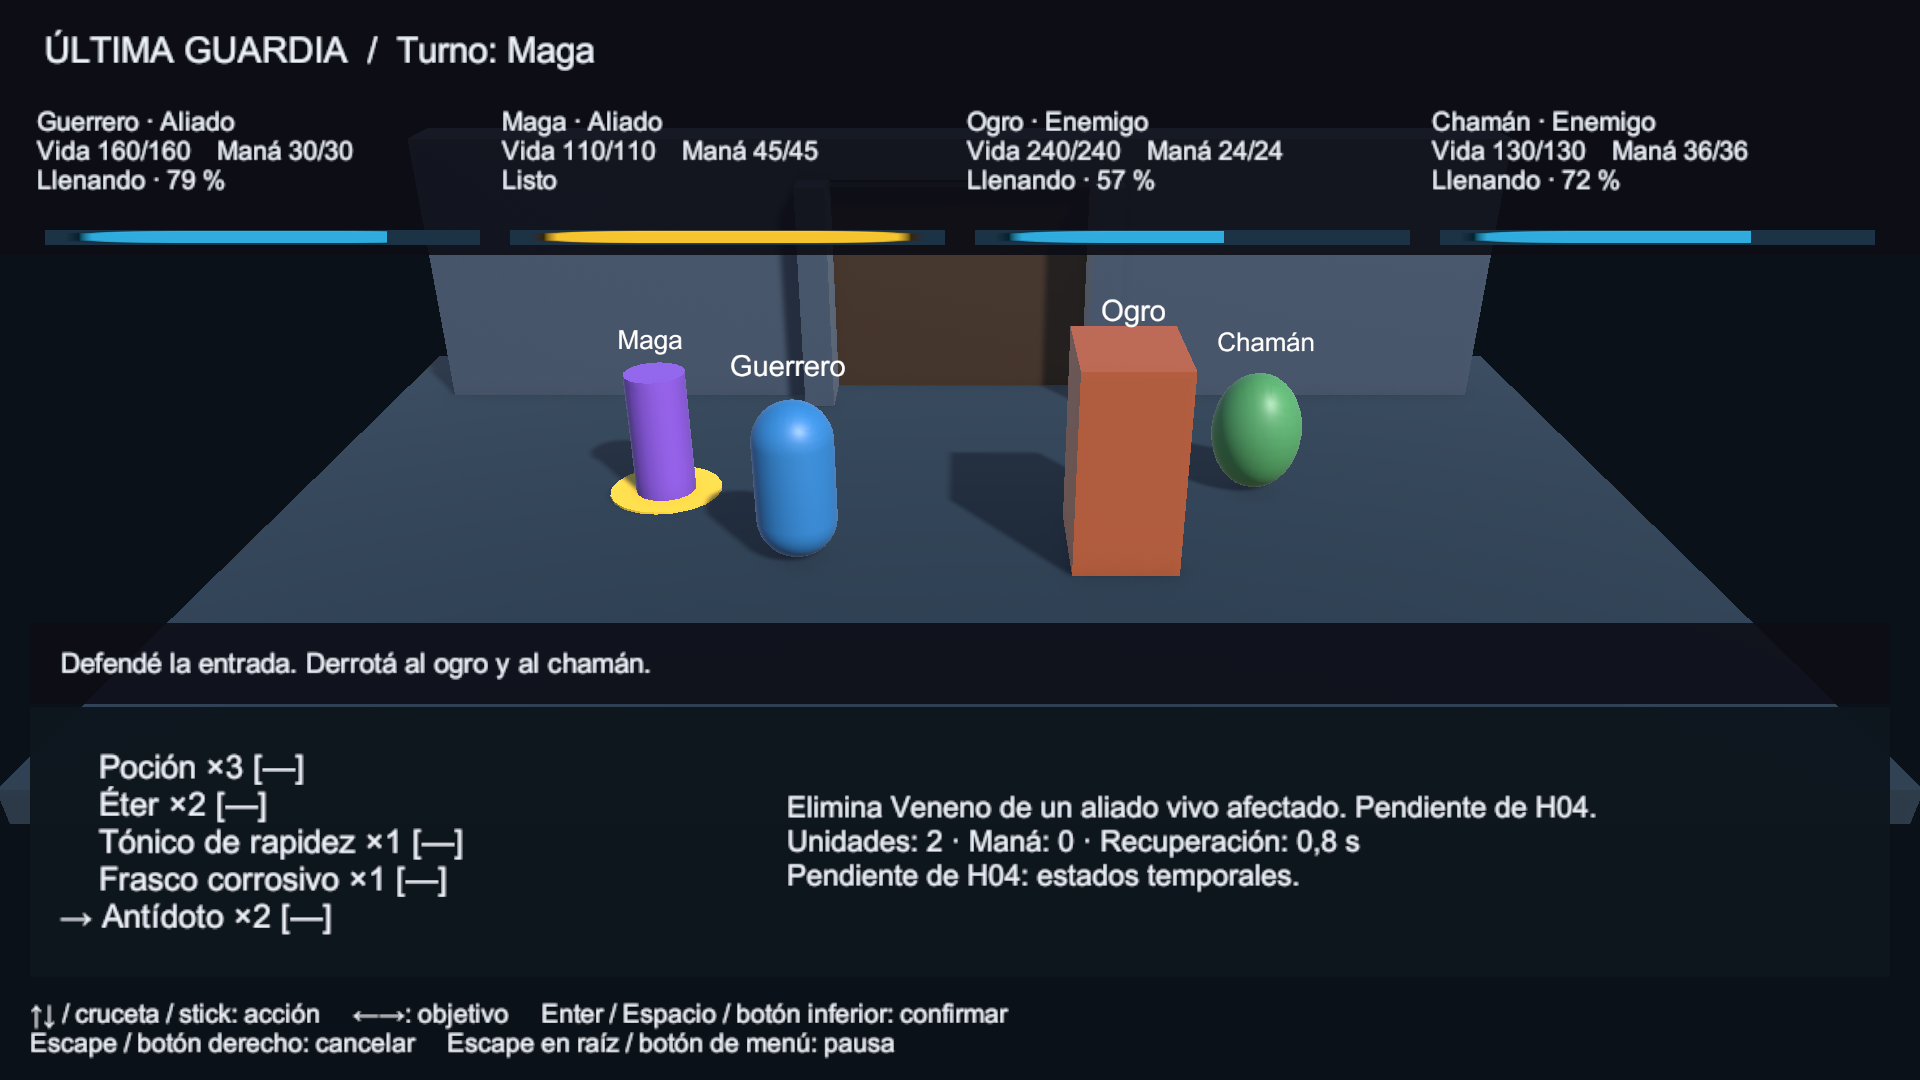 ÚLTIMA GUARDIA / Turno: Maga
Guerrero · Aliado
Vida 160/160 Maná 30/30
Llenando · 79 %
Maga · Aliado
Vida 110/110 Maná 45/45
Listo
Ogro · Enemigo
Vida 240/240 Maná 24/24
Llenando · 57 %
Chamán · Enemigo
Vida 130/130 Maná 36/36
Llenando · 72 %
Maga
Guerrero
Ogro
Chamán
Defendé la entrada. Derrotá al ogro y al chamán.
Poción ×3 [—]
Éter ×2 [—]
Tónico de rapidez ×1 [—]
Frasco corrosivo ×1 [—]
→ Antídoto ×2 [—]
Elimina Veneno de un aliado vivo afectado. Pendiente de H04.
Unidades: 2 · Maná: 0 · Recuperación: 0,8 s
Pendiente de H04: estados temporales.
↑↓ / cruceta / stick: acción ←→: objetivo Enter / Espacio / botón inferior: confirmar
Escape / botón derecho: cancelar Escape en raíz / botón de menú: pausa